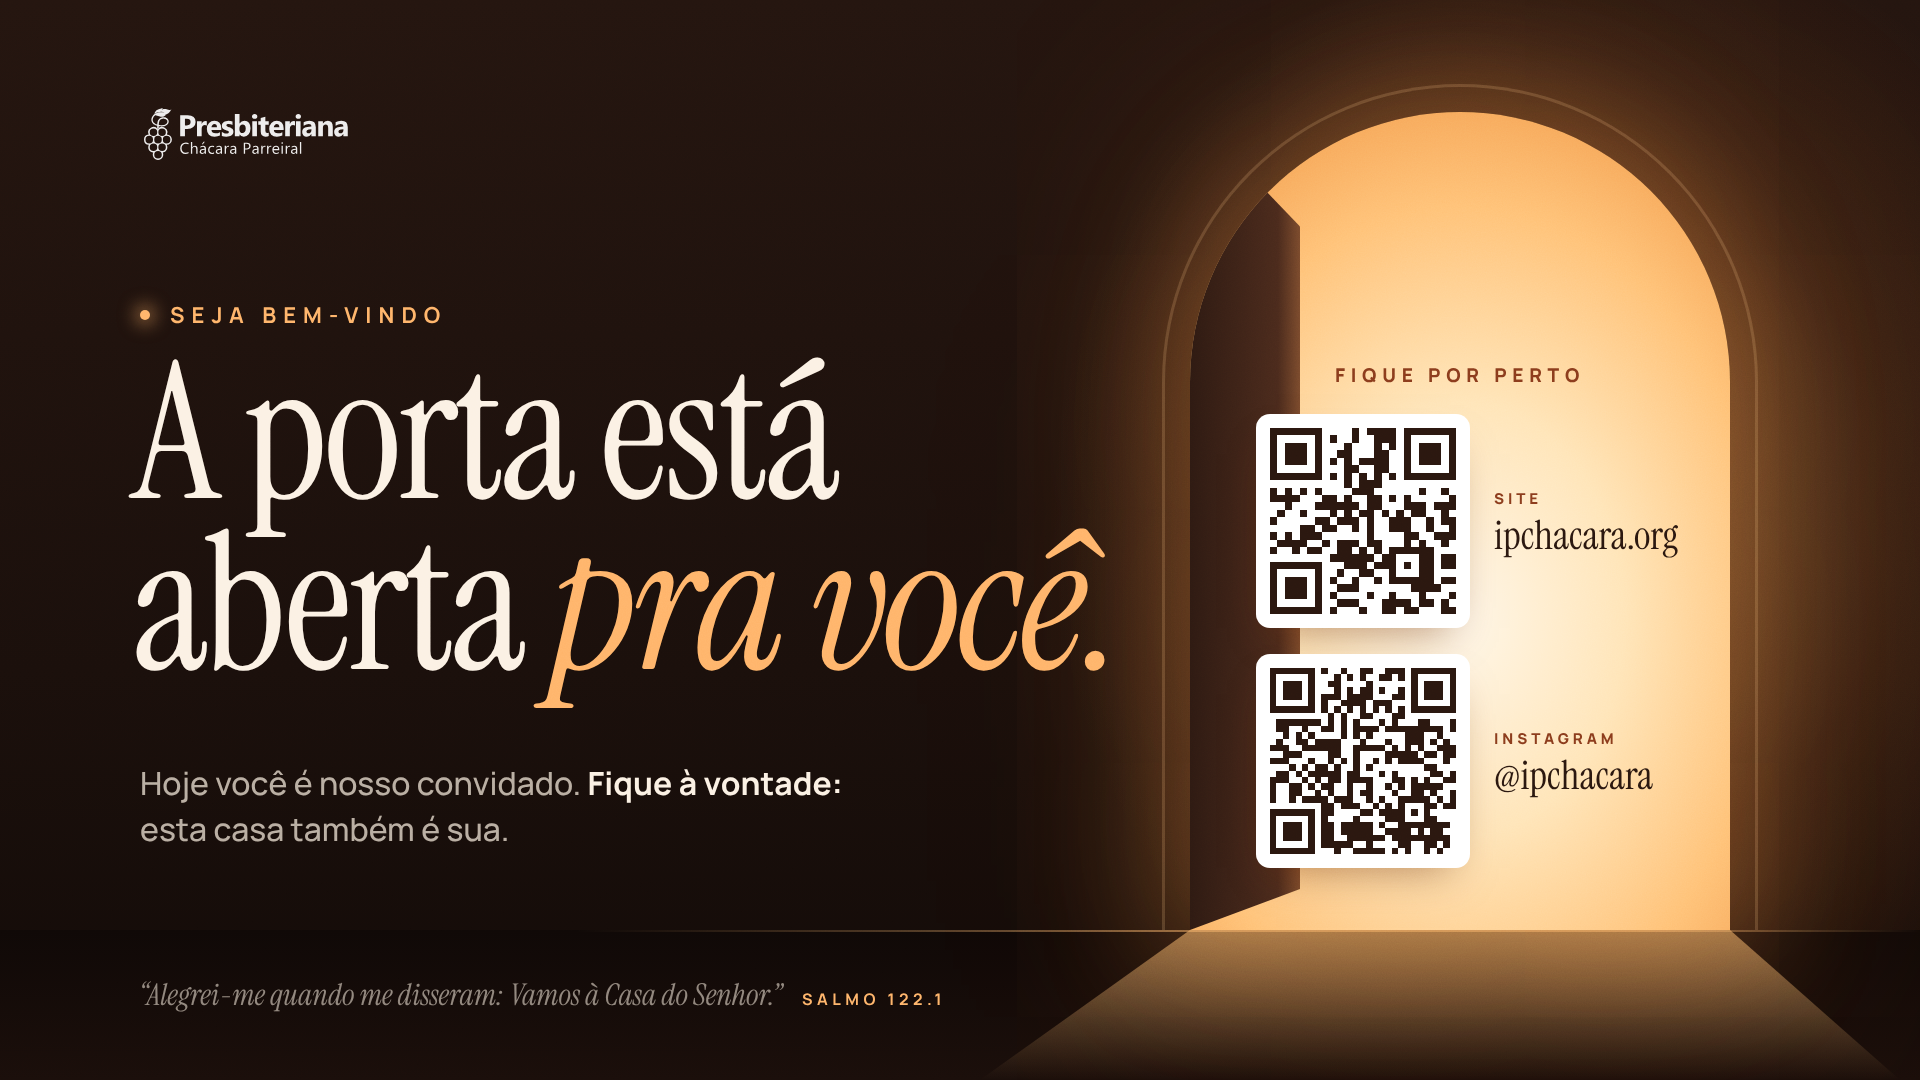 Presbiteriana
Chácara Parreiral
SEJA BEM-VINDO
A porta está
aberta pra você.
Hoje você é nosso convidado. Fique à vontade:
esta casa também é sua.
“Alegrei-me quando me disseram: Vamos à Casa do Senhor.” SALMO 122.1
FIQUE POR PERTO
SITE
ipchacara.org
INSTAGRAM
@ipchacara